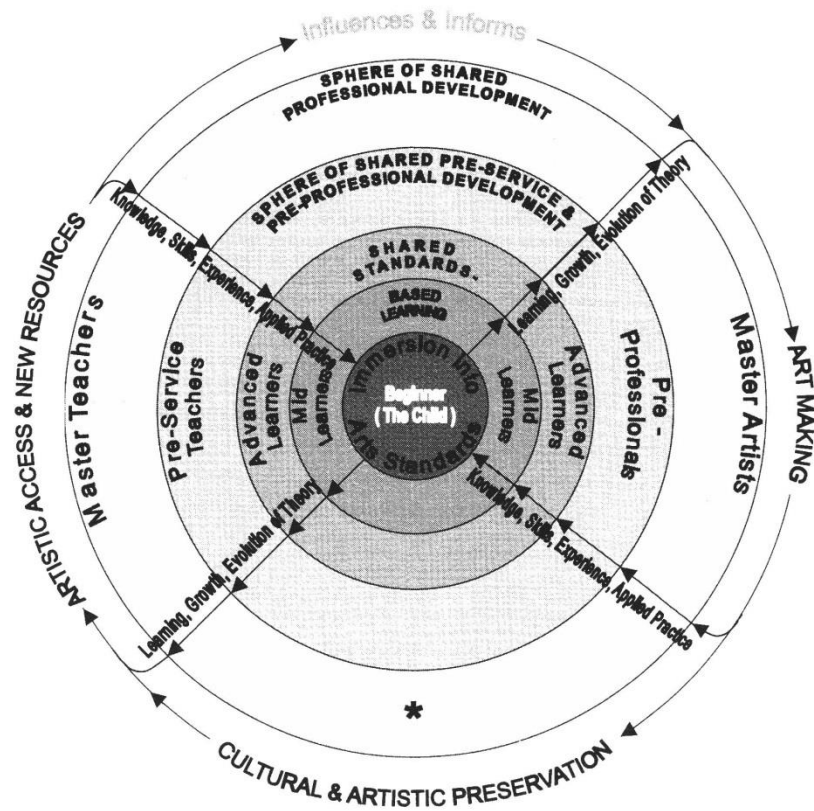 Influences & Informs
SPHERE OF SHARED
PROFESSIONAL DEVELOPMENT
SPHERE OF SHARED PRE-SERVICE &
PRE-PROFESSIONAL DEVELOPMENT
SHARED
STANDARDS-
BASED
LEARNING
Immersion Into
Beginner
( The Child )
Arts Standards
Knowledge, Skills, Experience, Applied Practice
Learning, Growth, Evolution of Theory
ARTISTIC ACCESS & NEW RESOURCES
Master Teachers
Pre-Service
Teachers
Advanced
Learners
Mid
Learners
Mid
Learners
Advanced
Learners
Pre -
Professionals
Master Artists
ART MAKING
Learning, Growth, Evolution of Theory
Knowledge, Skills, Experience, Applied Practice
*
CULTURAL & ARTISTIC PRESERVATION